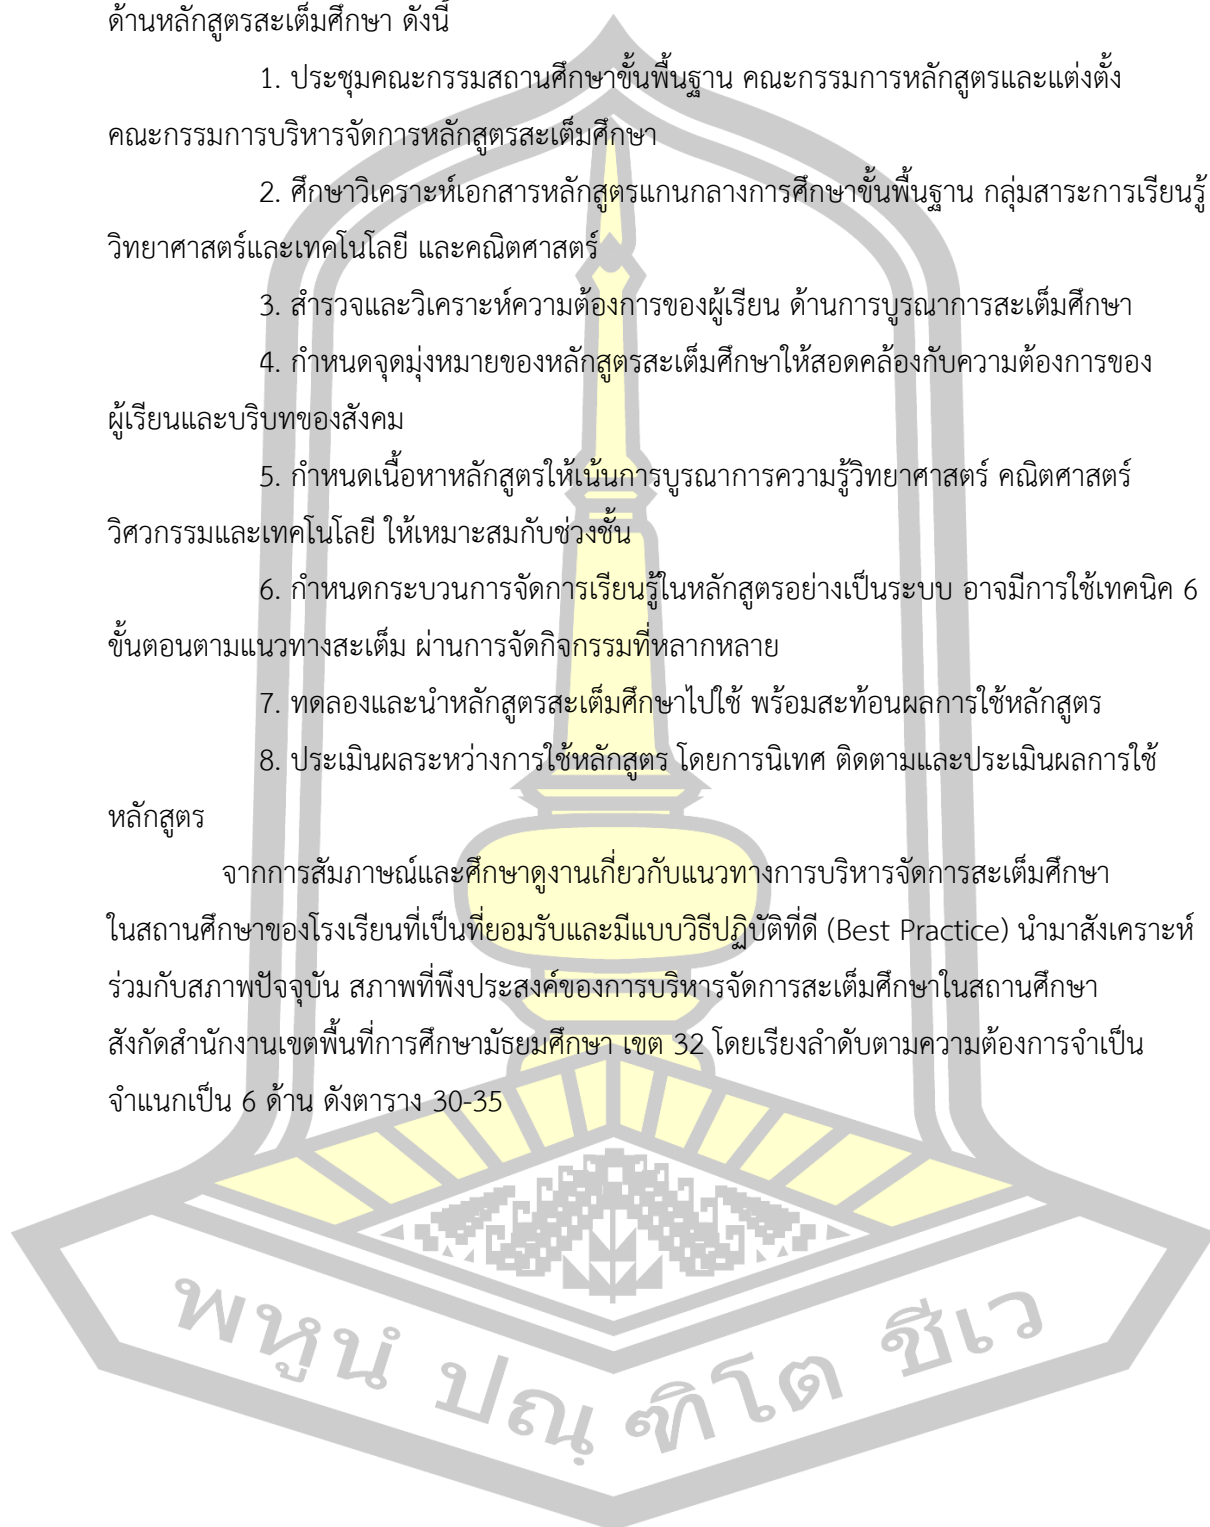 ด้านหลักสูตรสะเต็มศึกษา ดังนี้
1. ประชุมคณะกรรมสถานศึกษาขั้นพื้นฐาน คณะกรรมการหลักสูตรและแต่งตั้ง
คณะกรรมการบริหารจัดการหลักสูตรสะเต็มศึกษา
2. ศึกษาวิเคราะห์เอกสารหลักสูตรแกนกลางการศึกษาขั้นพื้นฐาน กลุ่มสาระการเรียนรู้
วิทยาศาสตร์และเทคโนโลยี และคณิตศาสตร์
3. สำรวจและวิเคราะห์ความต้องการของผู้เรียน ด้านการบูรณาการสะเต็มศึกษา
4. กำหนดจุดมุ่งหมายของหลักสูตรสะเต็มศึกษาให้สอดคล้องกับความต้องการของ
ผู้เรียนและบริบทของสังคม
5. กำหนดเนื้อหาหลักสูตรให้เน้นการบูรณาการความรู้วิทยาศาสตร์ คณิตศาสตร์
วิศวกรรมและเทคโนโลยี ให้เหมาะสมกับช่วงชั้น
6. กำหนดกระบวนการจัดการเรียนรู้ในหลักสูตรอย่างเป็นระบบ อาจมีการใช้เทคนิค 6
ขั้นตอนตามแนวทางสะเต็ม ผ่านการจัดกิจกรรมที่หลากหลาย
7. ทดลองและนำหลักสูตรสะเต็มศึกษาไปใช้ พร้อมสะท้อนผลการใช้หลักสูตร
8. ประเมินผลระหว่างการใช้หลักสูตร โดยการนิเทศ ติดตามและประเมินผลการใช้
หลักสูตร
จากการสัมภาษณ์และศึกษาดูงานเกี่ยวกับแนวทางการบริหารจัดการสะเต็มศึกษา
ในสถานศึกษาของโรงเรียนที่เป็นที่ยอมรับและมีแบบวิธีปฏิบัติที่ดี (Best Practice) นำมาสังเคราะห์
ร่วมกับสภาพปัจจุบัน สภาพที่พึงประสงค์ของการบริหารจัดการสะเต็มศึกษาในสถานศึกษา
สังกัดสำนักงานเขตพื้นที่การศึกษามัธยมศึกษา เขต 32 โดยเรียงลำดับตามความต้องการจำเป็น
จำแนกเป็น 6 ด้าน ดังตาราง 30-35
พหูนํ ปณฺฑิโต ชีเว